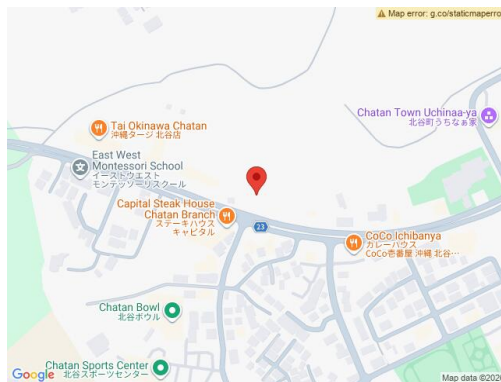 Map error: g.co/staticmaperro
Tai Okinawa Chatan
沖縄タージ 北谷店
Chatan Town Uchinaa-ya
北谷町うちなぁ家
East West
Montessori School
イーストウエスト
モンテッソーリスクール
Capital Steak House
Chatan Branch
ステーキハウス
キャピタル
23
CoCo Ichibanya
カレーハウス
CoCo壱番屋 沖縄 北谷…
Chatan Bowl
北谷ボウル
Chatan Sports Center
北谷スポーツセンター
Google
Map data ©202